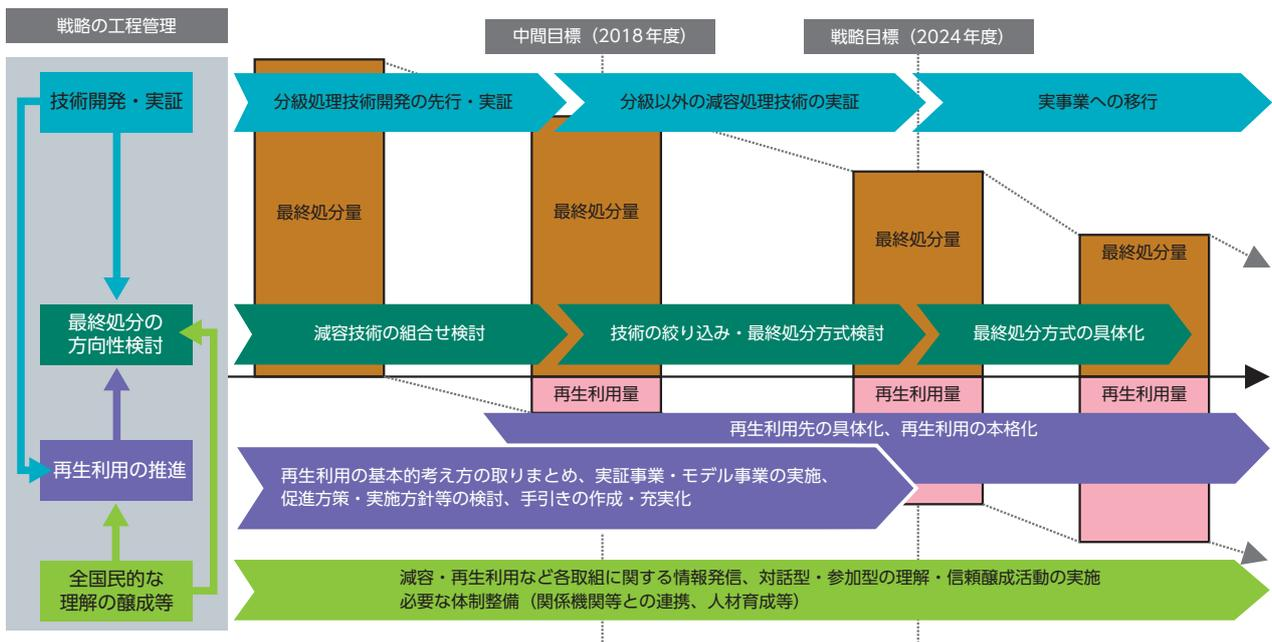 戦略の工程管理
中間目標（2018年度）
戦略目標（2024年度）
技術開発・実証
分級処理技術開発の先行・実証
分級以外の減容処理技術の実証
実事業への移行
最終処分量
最終処分量
最終処分量
最終処分量
最終処分の
方向性検討
減容技術の組合せ検討
技術の絞り込み・最終処分方式検討
最終処分方式の具体化
再生利用量
再生利用量
再生利用量
再生利用先の具体化、再生利用の本格化
再生利用の推進
再生利用の基本的考え方の取りまとめ、実証事業・モデル事業の実施、
促進方策・実施方針等の検討、手引きの作成・充実化
全国民的な
理解の醸成等
減容・再生利用など各取組に関する情報発信、対話型・参加型の理解・信頼醸成活動の実施
必要な体制整備（関係機関等との連携、人材育成等）